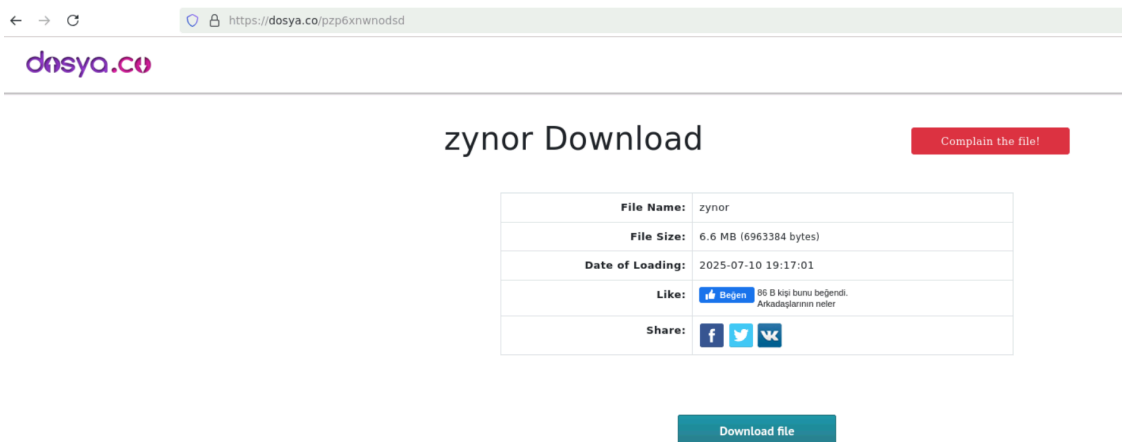 https://dosya.co/pzp6xnwnodsd
dosya.co
zynor Download
Complain the file!
File Name: zynor
File Size: 6.6 MB (6963384 bytes)
Date of Loading: 2025-07-10 19:17:01
Like: Beğen 86 B kişi bunu beğendi.
Arkadaşlarının neler
Share:
Download file